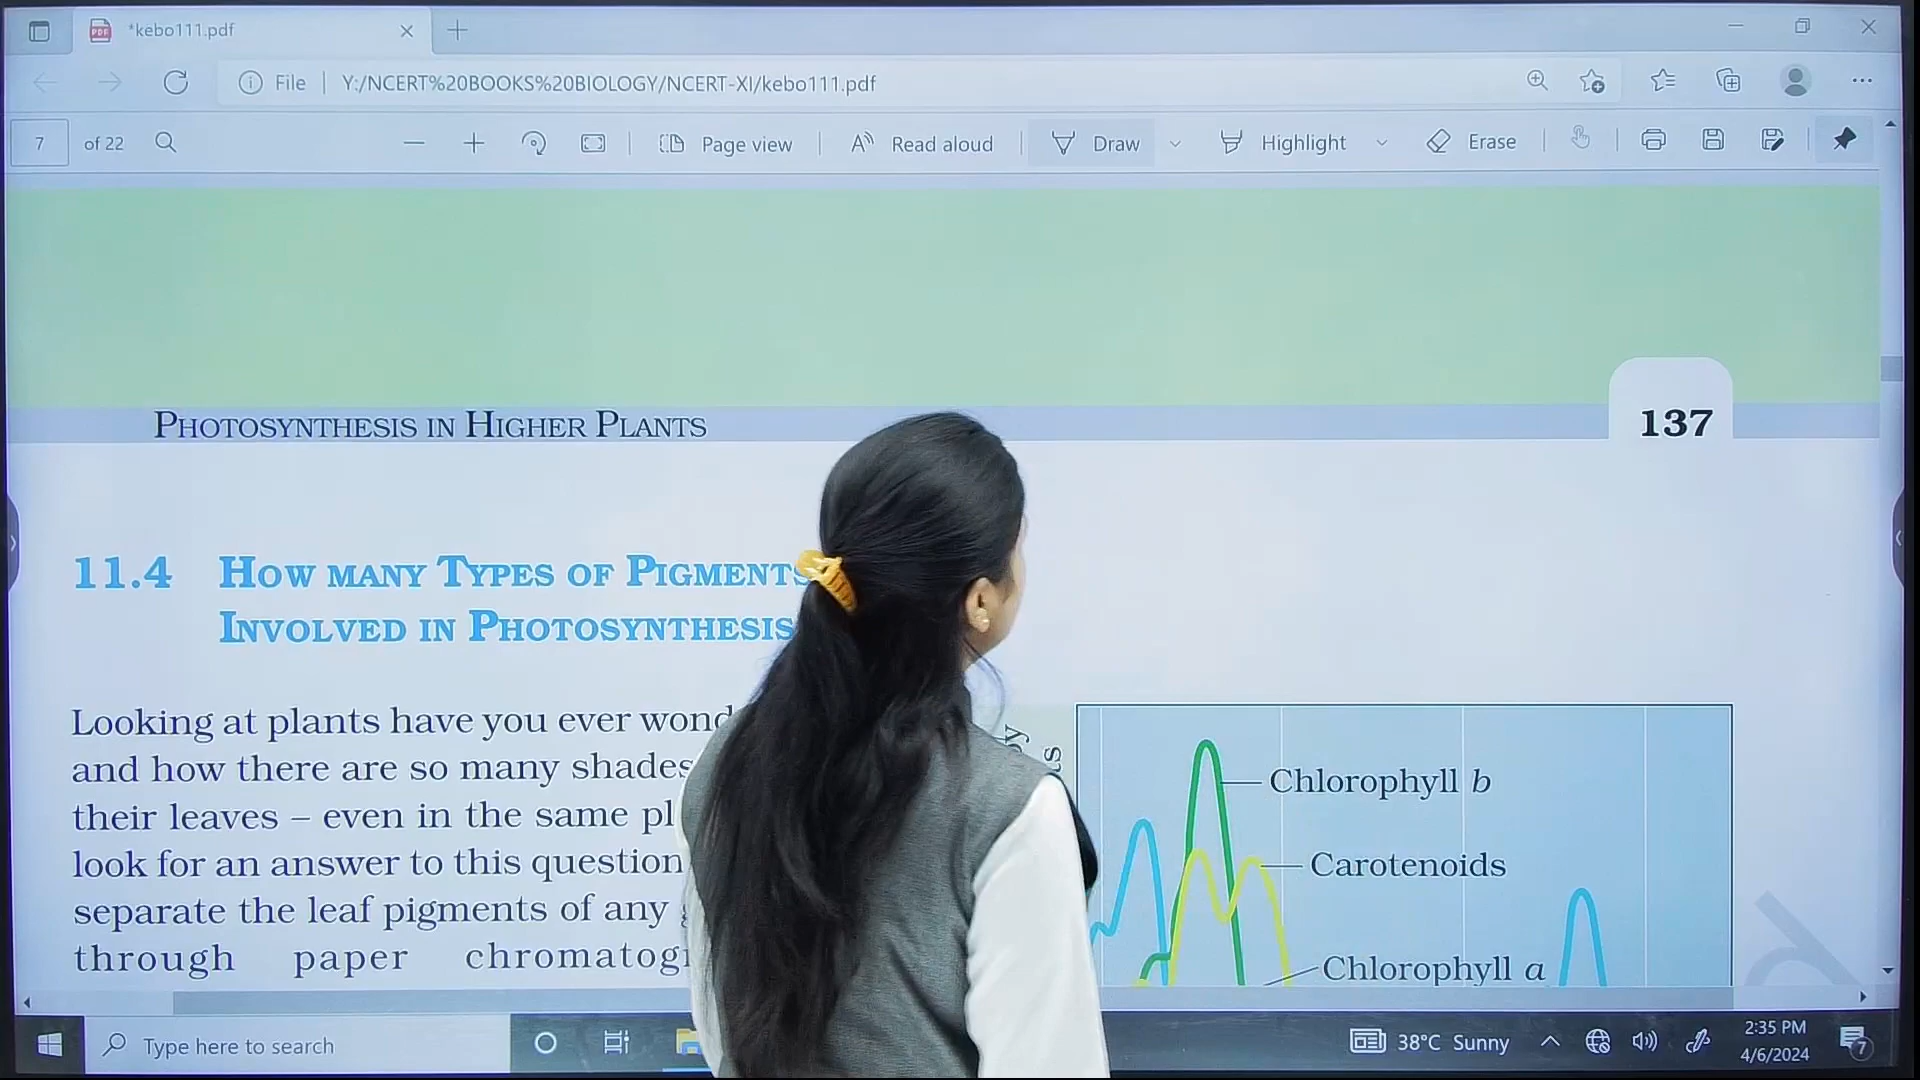 *kebo111.pdf
File
Y:/NCERT%20BOOKS%20BIOLOGY/NCERT-XI/kebo111.pdf
7 of 22
Page view
Read aloud
Draw
Highlight
Erase
PHOTOSYNTHESIS IN HIGHER PLANTS
137
11.4 HOW MANY TYPES OF PIGMENTS
INVOLVED IN PHOTOSYNTHESIS
Looking at plants have you ever
and how there are so many shades
their leaves – even in the same
look for an answer to this question
separate the leaf pigments of any
through paper
by
Chlorophyll b
Carotenoids
Chlorophyll a
Type here to search
38°C Sunny
2:35 PM
4/6/2024
7